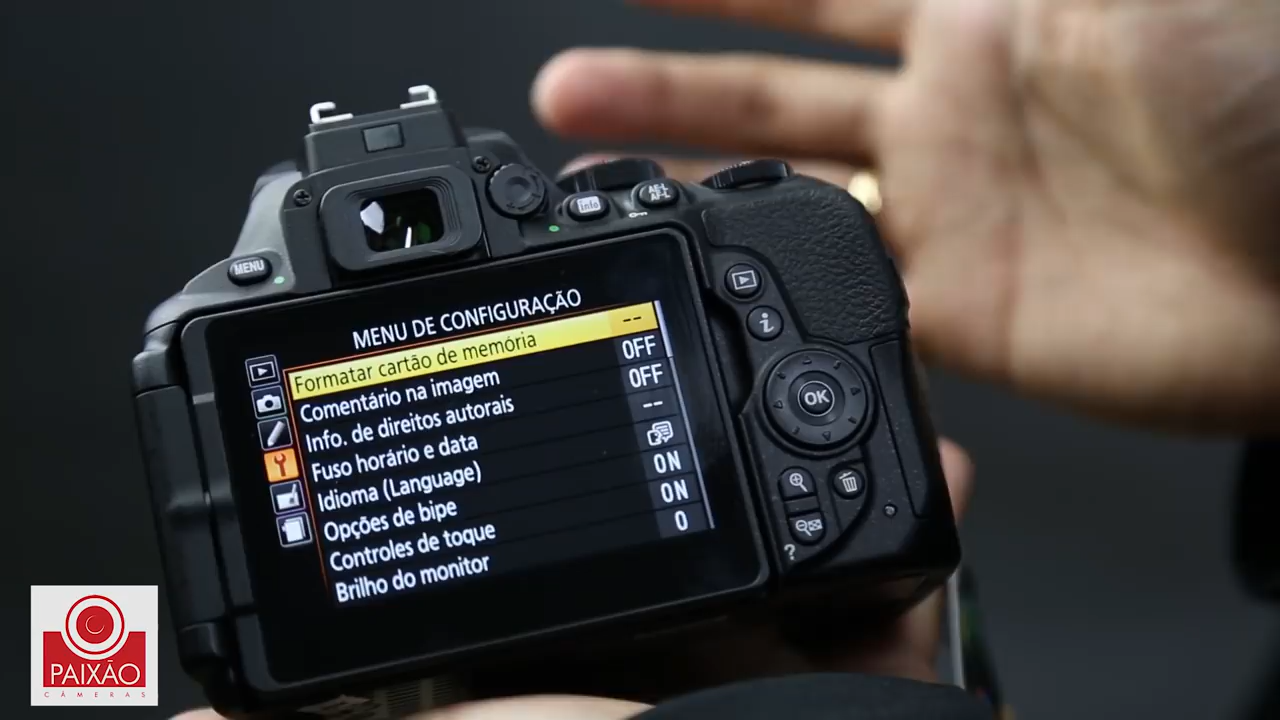 info
AE-L
AF-L
MENU
MENU DE CONFIGURAÇÃO
Formatar cartão de memória --
Comentário na imagem OFF
Info. de direitos autorais OFF
Fuso horário e data --
Idioma (Language)
Opções de bipe ON
Controles de toque ON
Brilho do monitor 0
i
OK
?
PAIXÃO
CÂMERAS